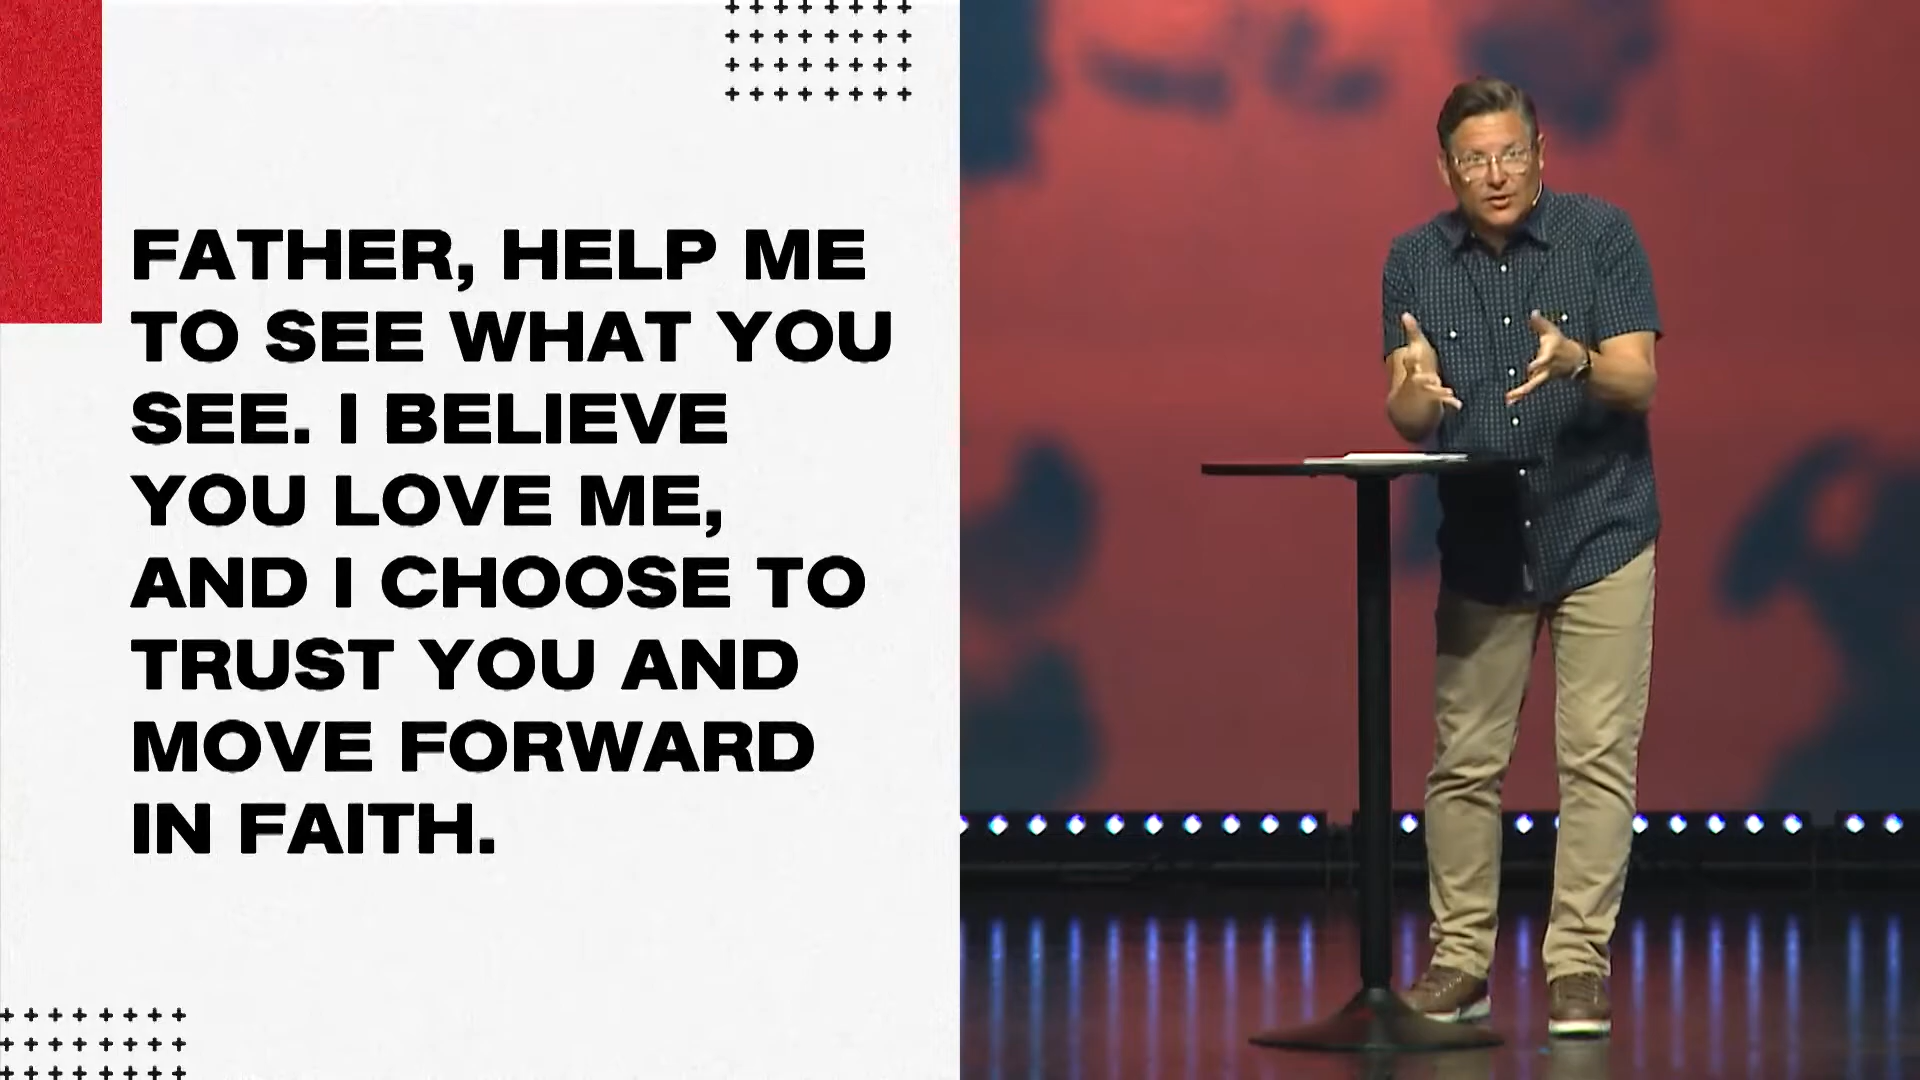 FATHER, HELP ME
TO SEE WHAT YOU
SEE. I BELIEVE
YOU LOVE ME,
AND I CHOOSE TO
TRUST YOU AND
MOVE FORWARD
IN FAITH.